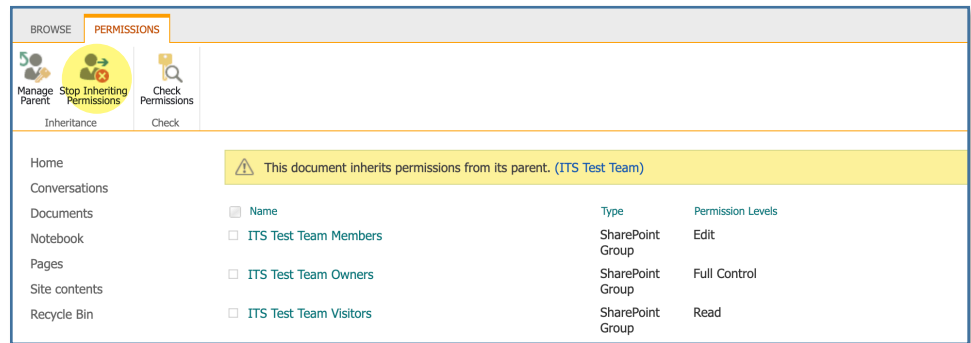 BROWSE PERMISSIONS
Manage Parent
Stop Inheriting Permissions
Check Permissions
Inheritance Check
Home
Conversations
Documents
Notebook
Pages
Site contents
Recycle Bin
This document inherits permissions from its parent. (ITS Test Team)
Name Type Permission Levels
ITS Test Team Members SharePoint Group Edit
ITS Test Team Owners SharePoint Group Full Control
ITS Test Team Visitors SharePoint Group Read